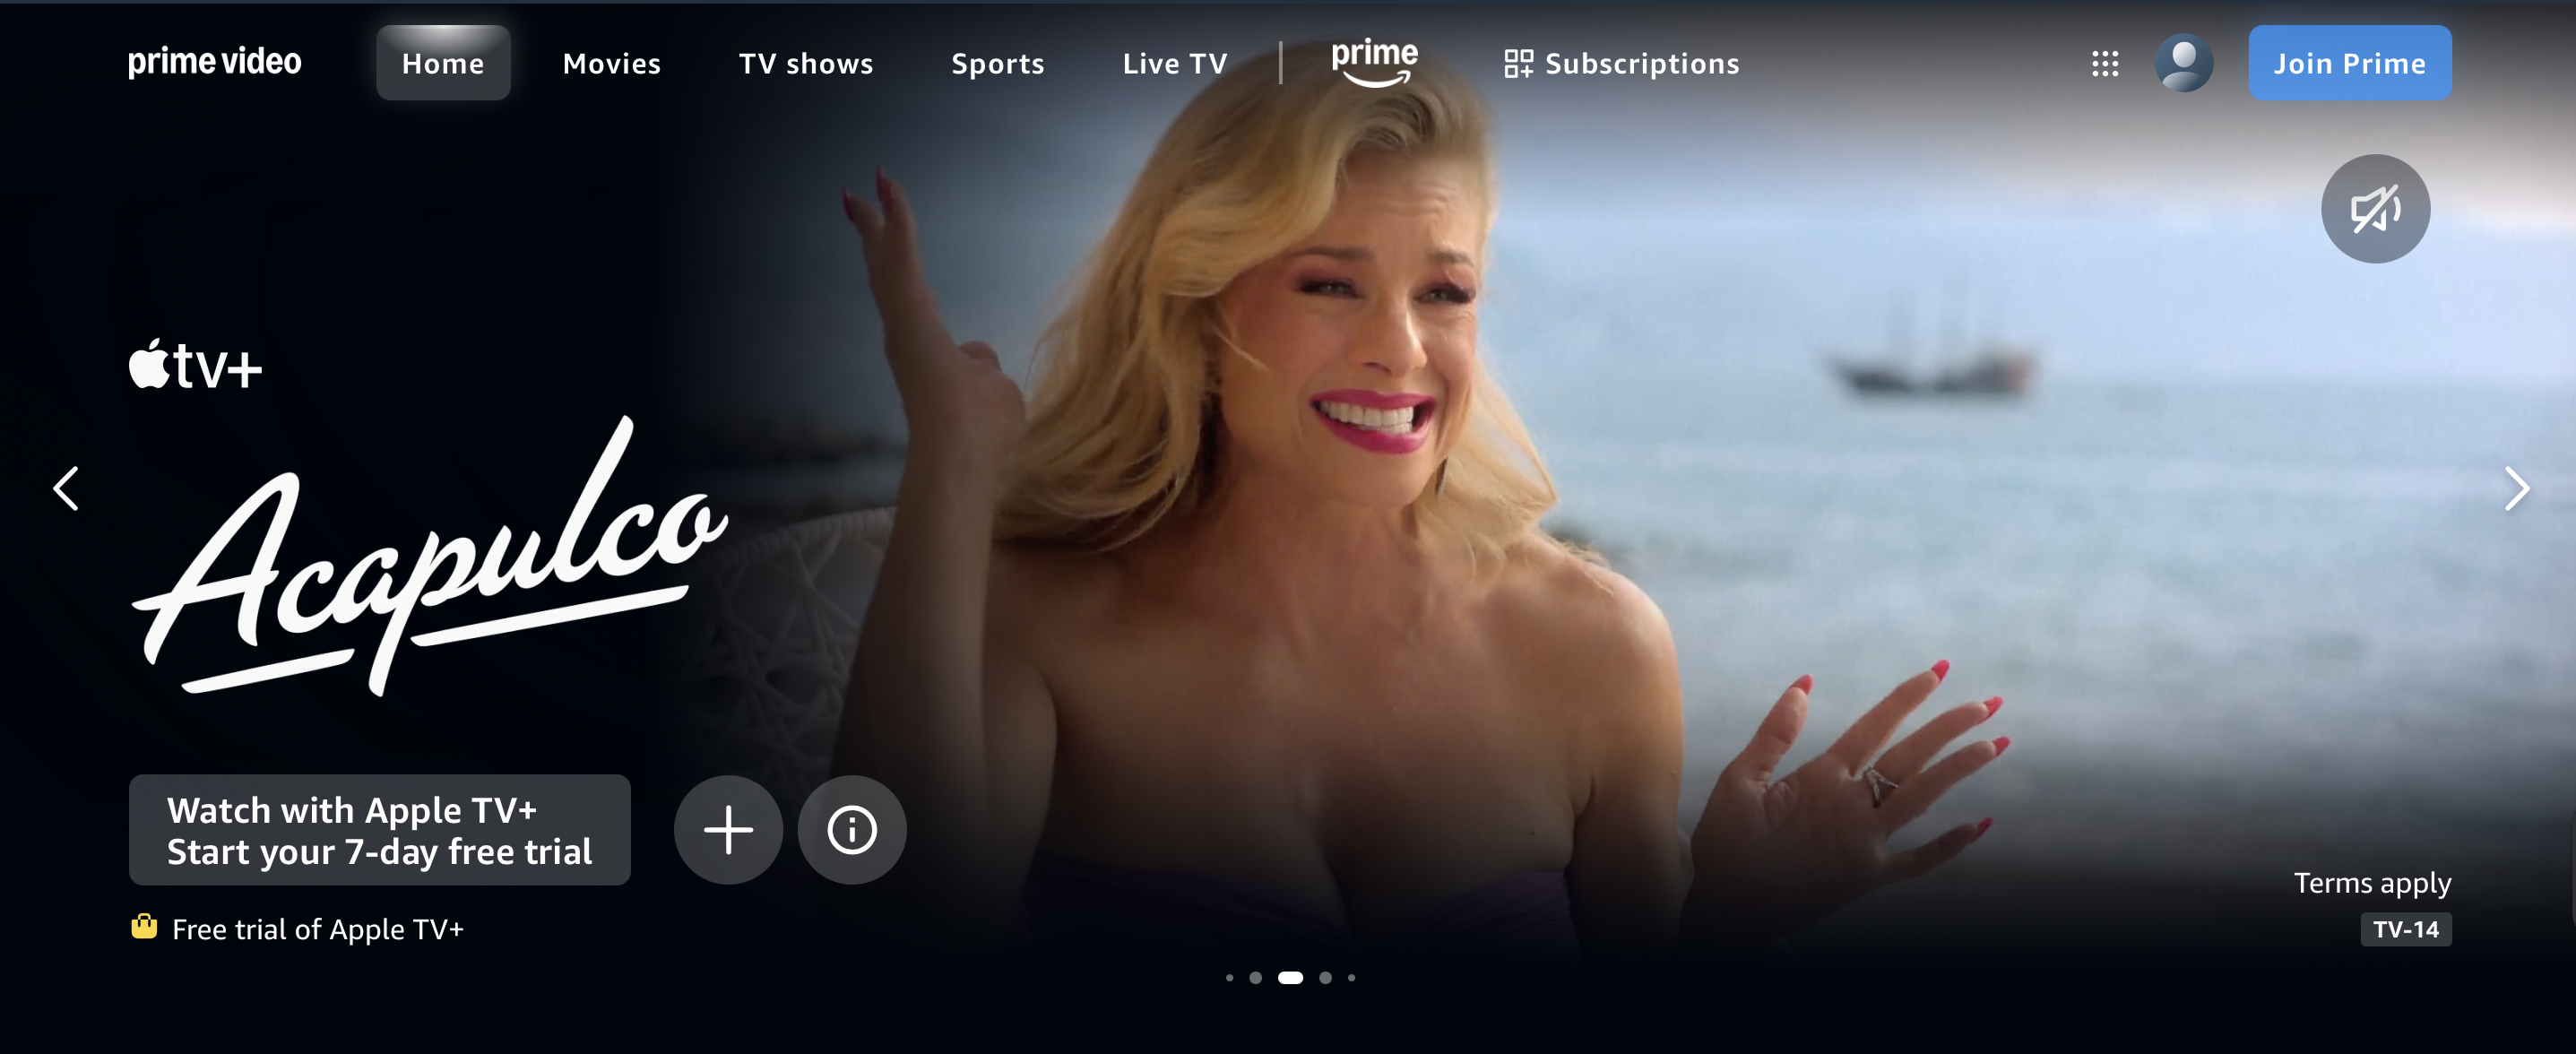 prime video
Home
Movies
TV shows
Sports
Live TV
prime
Subscriptions
Join Prime
tv+
Acapulco
Watch with Apple TV+
Start your 7-day free trial
Free trial of Apple TV+
Terms apply
TV-14